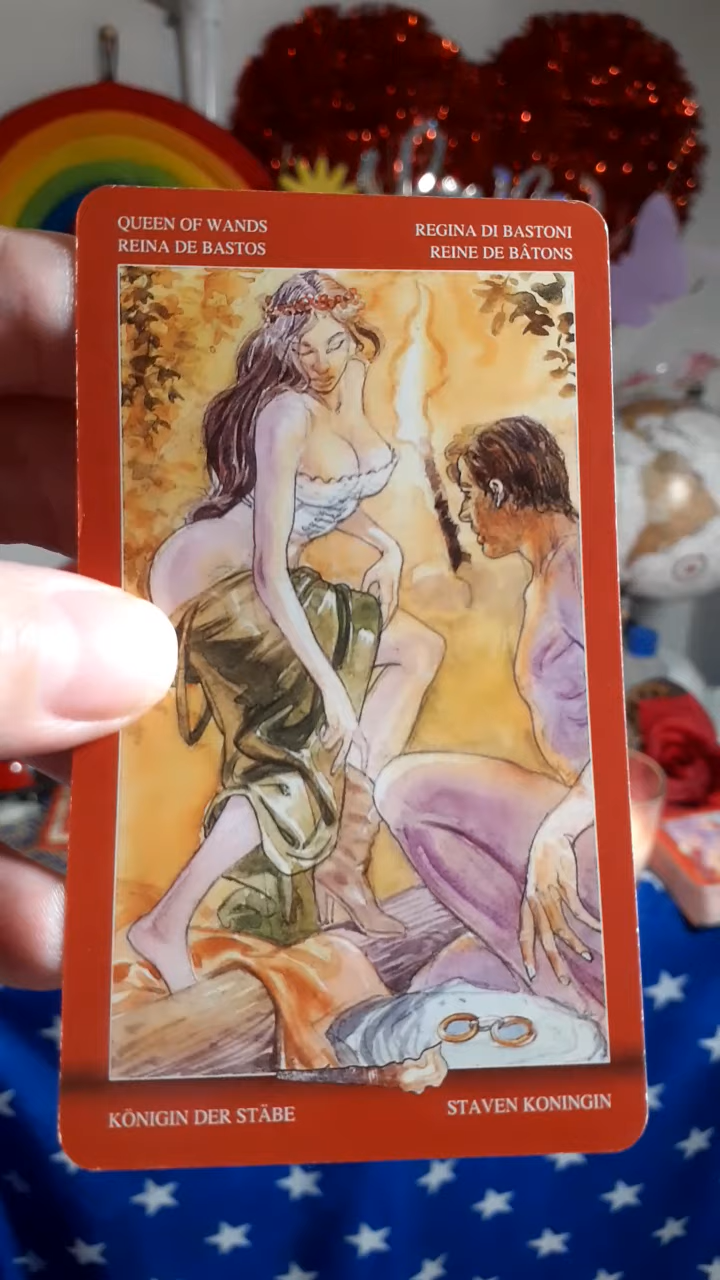 QUEEN OF WANDS
REINA DE BASTOS
REGINA DI BASTONI
REINE DE BÂTONS
KÖNIGIN DER STÄBE
STAVEN KONINGIN